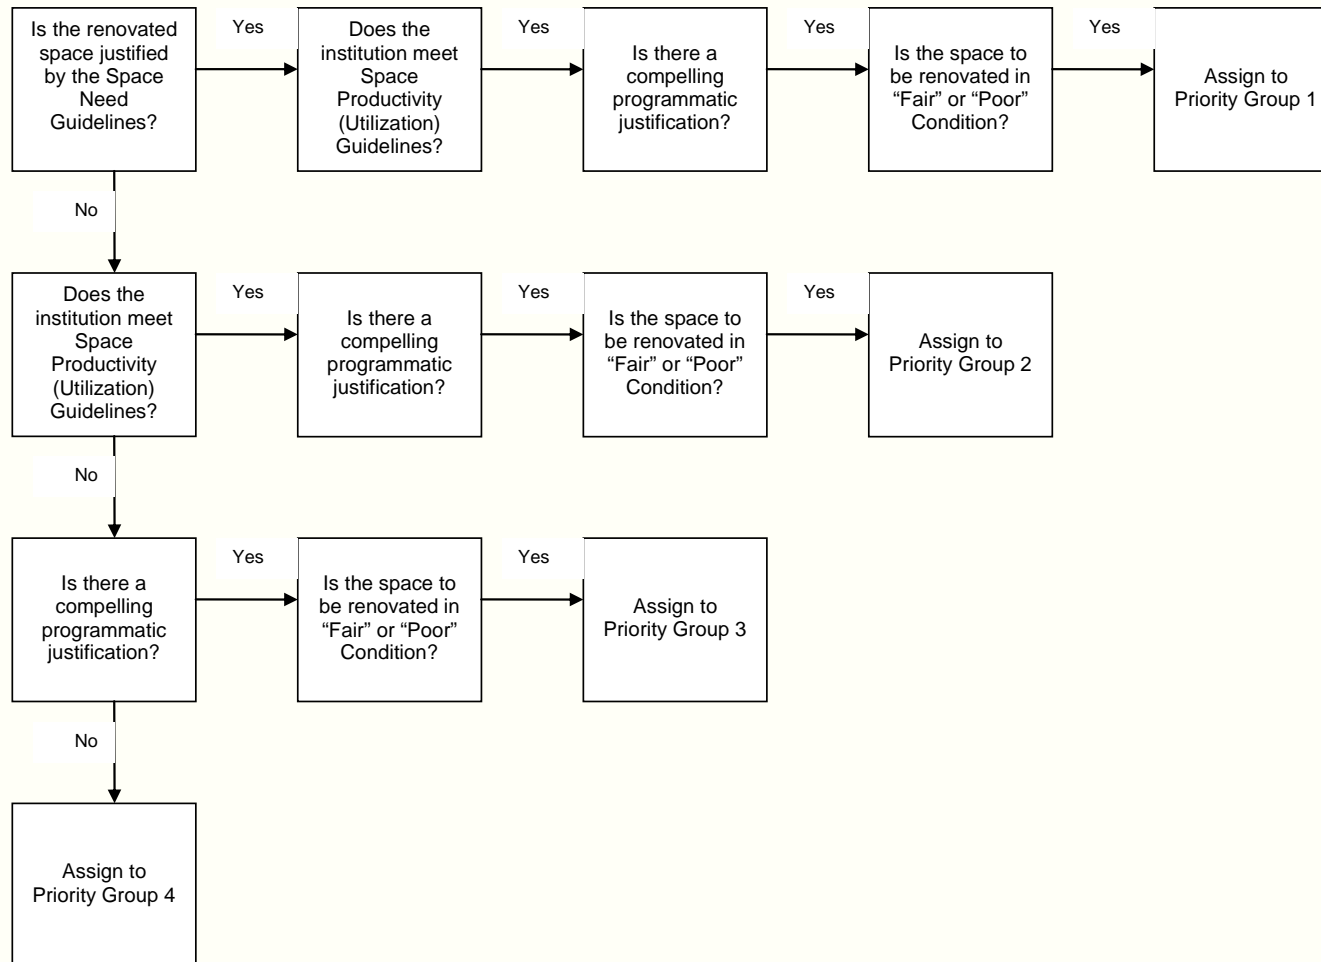 Is the renovated
space justified
by the Space
Need
Guidelines?
Yes
Does the
institution meet
Space
Productivity
(Utilization)
Guidelines?
Yes
Is there a
compelling
programmatic
justification?
Yes
Is the space to
be renovated in
“Fair” or “Poor”
Condition?
Yes
Assign to
Priority Group 1
No
Does the
institution meet
Space
Productivity
(Utilization)
Guidelines?
Yes
Is there a
compelling
programmatic
justification?
Yes
Is the space to
be renovated in
“Fair” or “Poor”
Condition?
Yes
Assign to
Priority Group 2
No
Is there a
compelling
programmatic
justification?
Yes
Is the space to
be renovated in
“Fair” or “Poor”
Condition?
Yes
Assign to
Priority Group 3
No
Assign to
Priority Group 4